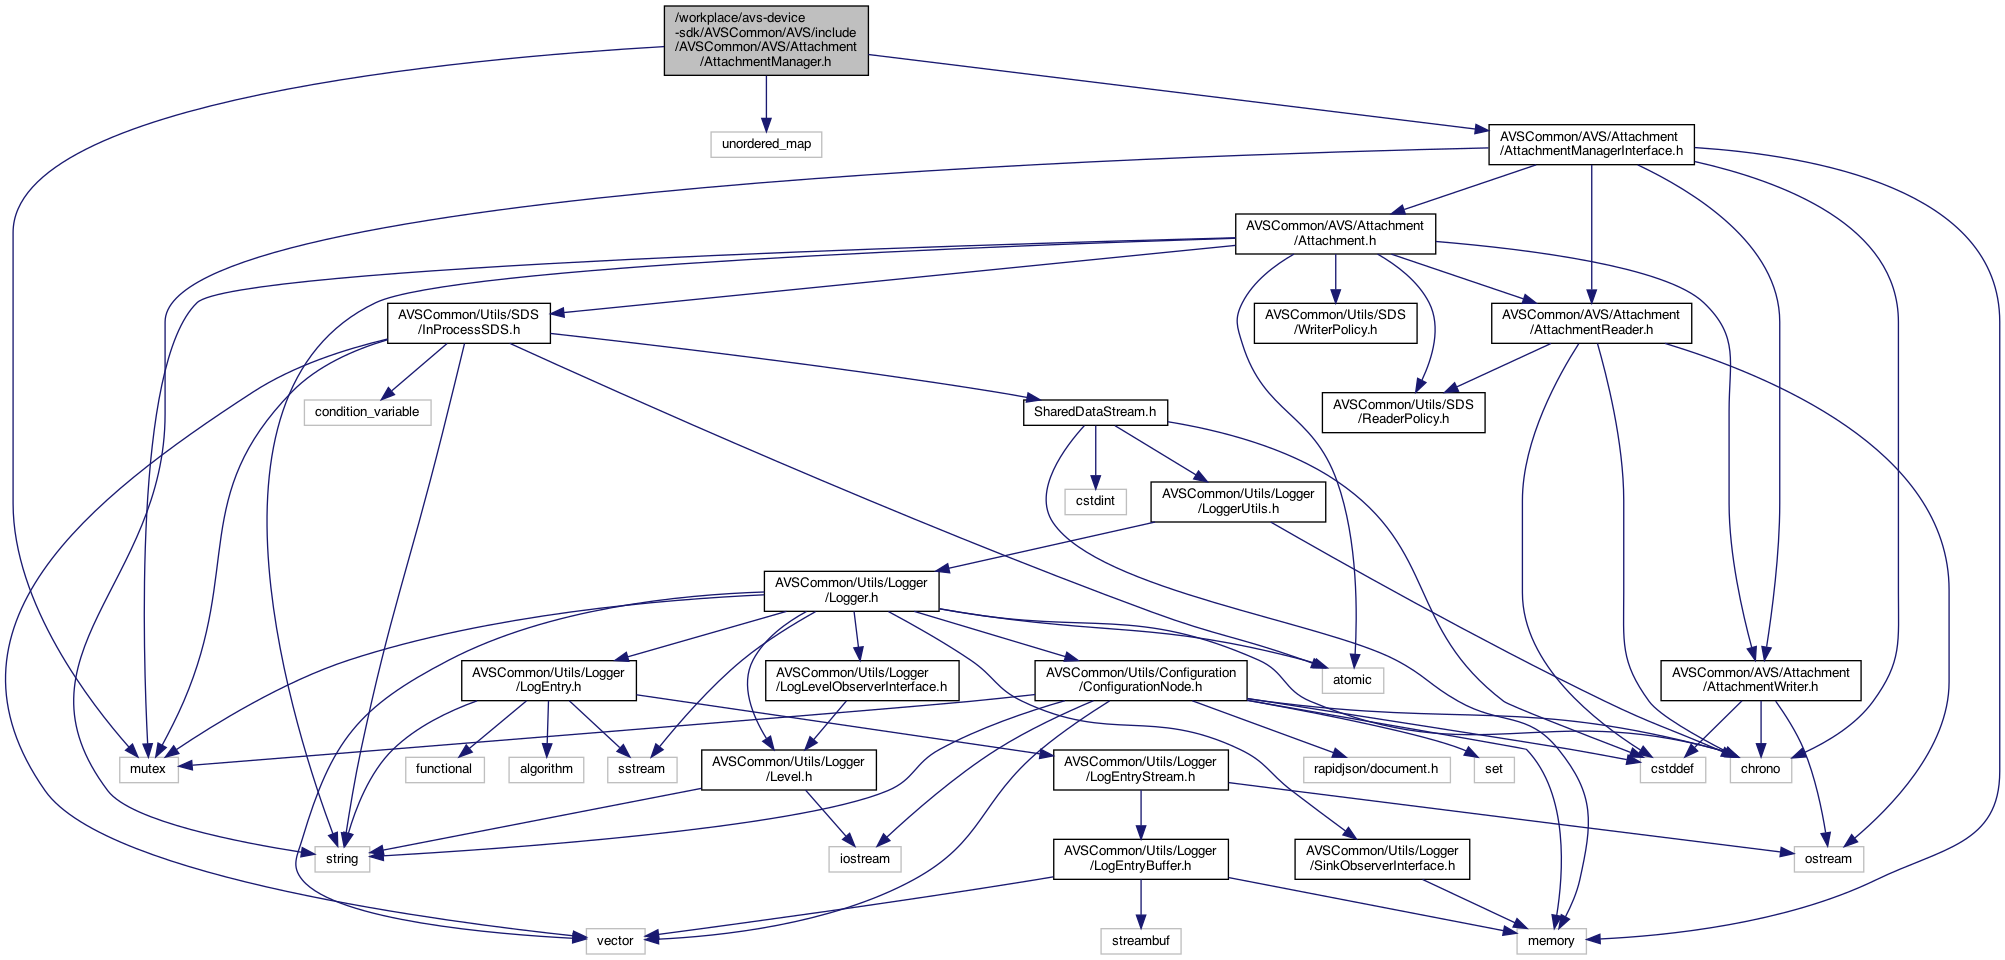 /workplace/avs-device
-sdk/AVSCommon/AVS/include
/AVSCommon/AVS/Attachment
/AttachmentManager.h
unordered_map
AVSCommon/AVS/Attachment
/AttachmentManagerInterface.h
AVSCommon/AVS/Attachment
/Attachment.h
AVSCommon/Utils/SDS
/InProcessSDS.h
AVSCommon/Utils/SDS
/WriterPolicy.h
AVSCommon/AVS/Attachment
/AttachmentReader.h
condition_variable
SharedDataStream.h
AVSCommon/Utils/SDS
/ReaderPolicy.h
cstdint
AVSCommon/Utils/Logger
/LoggerUtils.h
AVSCommon/Utils/Logger
/Logger.h
AVSCommon/Utils/Logger
/LogEntry.h
AVSCommon/Utils/Logger
/LogLevelObserverInterface.h
AVSCommon/Utils/Configuration
/ConfigurationNode.h
atomic
AVSCommon/AVS/Attachment
/AttachmentWriter.h
mutex
functional
algorithm
sstream
AVSCommon/Utils/Logger
/Level.h
AVSCommon/Utils/Logger
/LogEntryStream.h
rapidjson/document.h
set
cstddef
chrono
string
iostream
AVSCommon/Utils/Logger
/LogEntryBuffer.h
AVSCommon/Utils/Logger
/SinkObserverInterface.h
ostream
vector
streambuf
memory